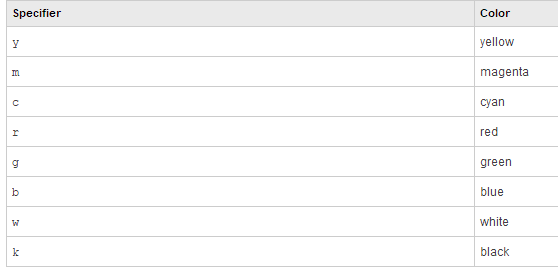 Specifier Color
y yellow
m magenta
c cyan
r red
g green
b blue
w white
k black